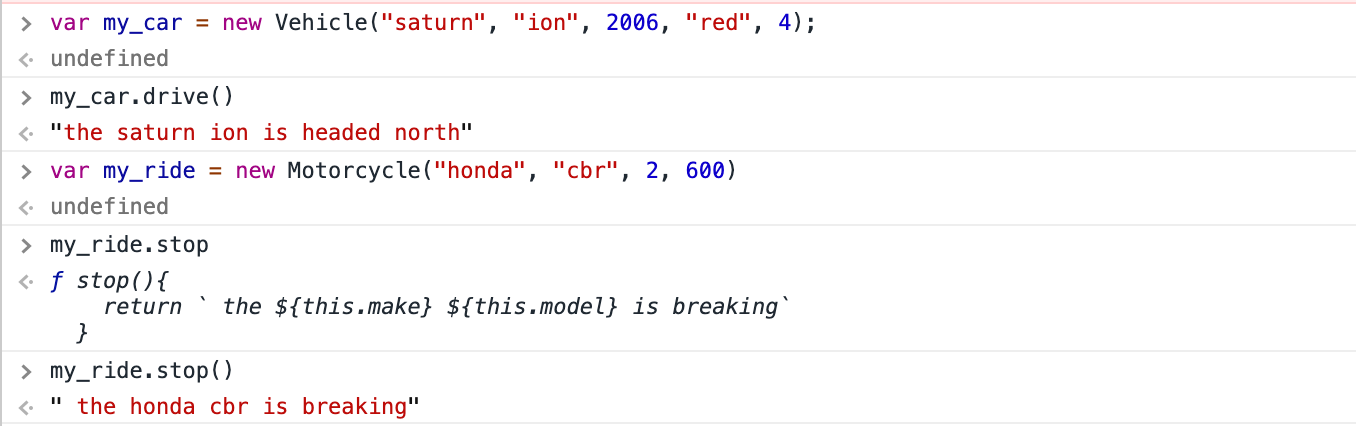 > var my_car = new Vehicle("saturn", "ion", 2006, "red", 4);
<· undefined
> my_car.drive()
<· "the saturn ion is headed north"
> var my_ride = new Motorcycle("honda", "cbr", 2, 600)
<· undefined
> my_ride.stop
<· ƒ stop(){
    return ` the ${this.make} ${this.model} is breaking`
  }
> my_ride.stop()
<· " the honda cbr is breaking"